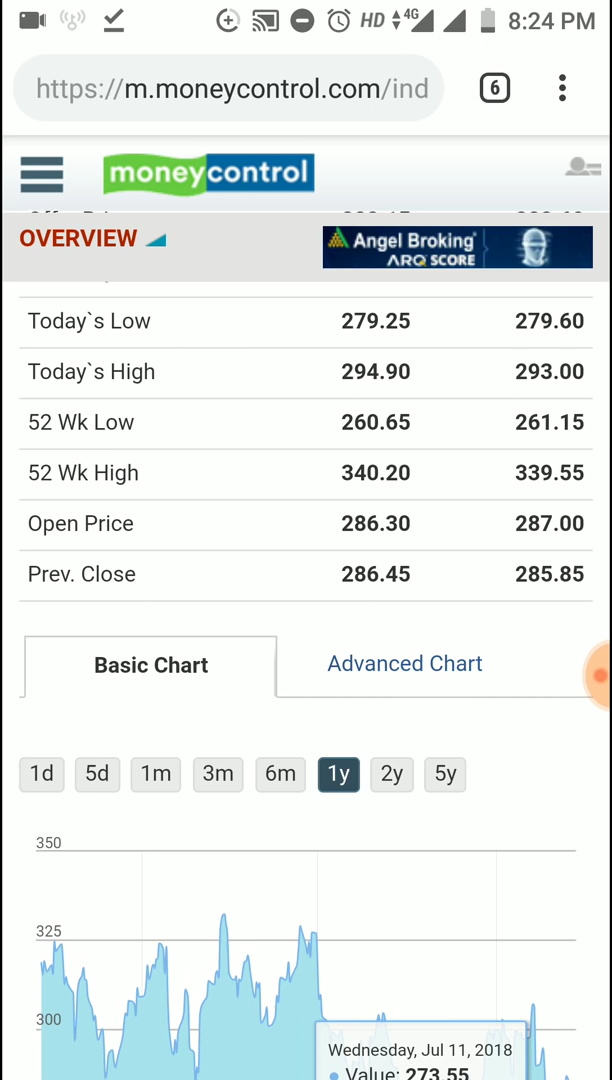 HD 4G 8:24 PM
https://m.moneycontrol.com/ind 6
moneycontrol
OVERVIEW Angel Broking
ARQ SCORE
Today`s Low 279.25 279.60
Today`s High 294.90 293.00
52 Wk Low 260.65 261.15
52 Wk High 340.20 339.55
Open Price 286.30 287.00
Prev. Close 286.45 285.85
Basic Chart Advanced Chart
1d 5d 1m 3m 6m 1y 2y 5y
350
325
300
Wednesday, Jul 11, 2018
Value: 273.55